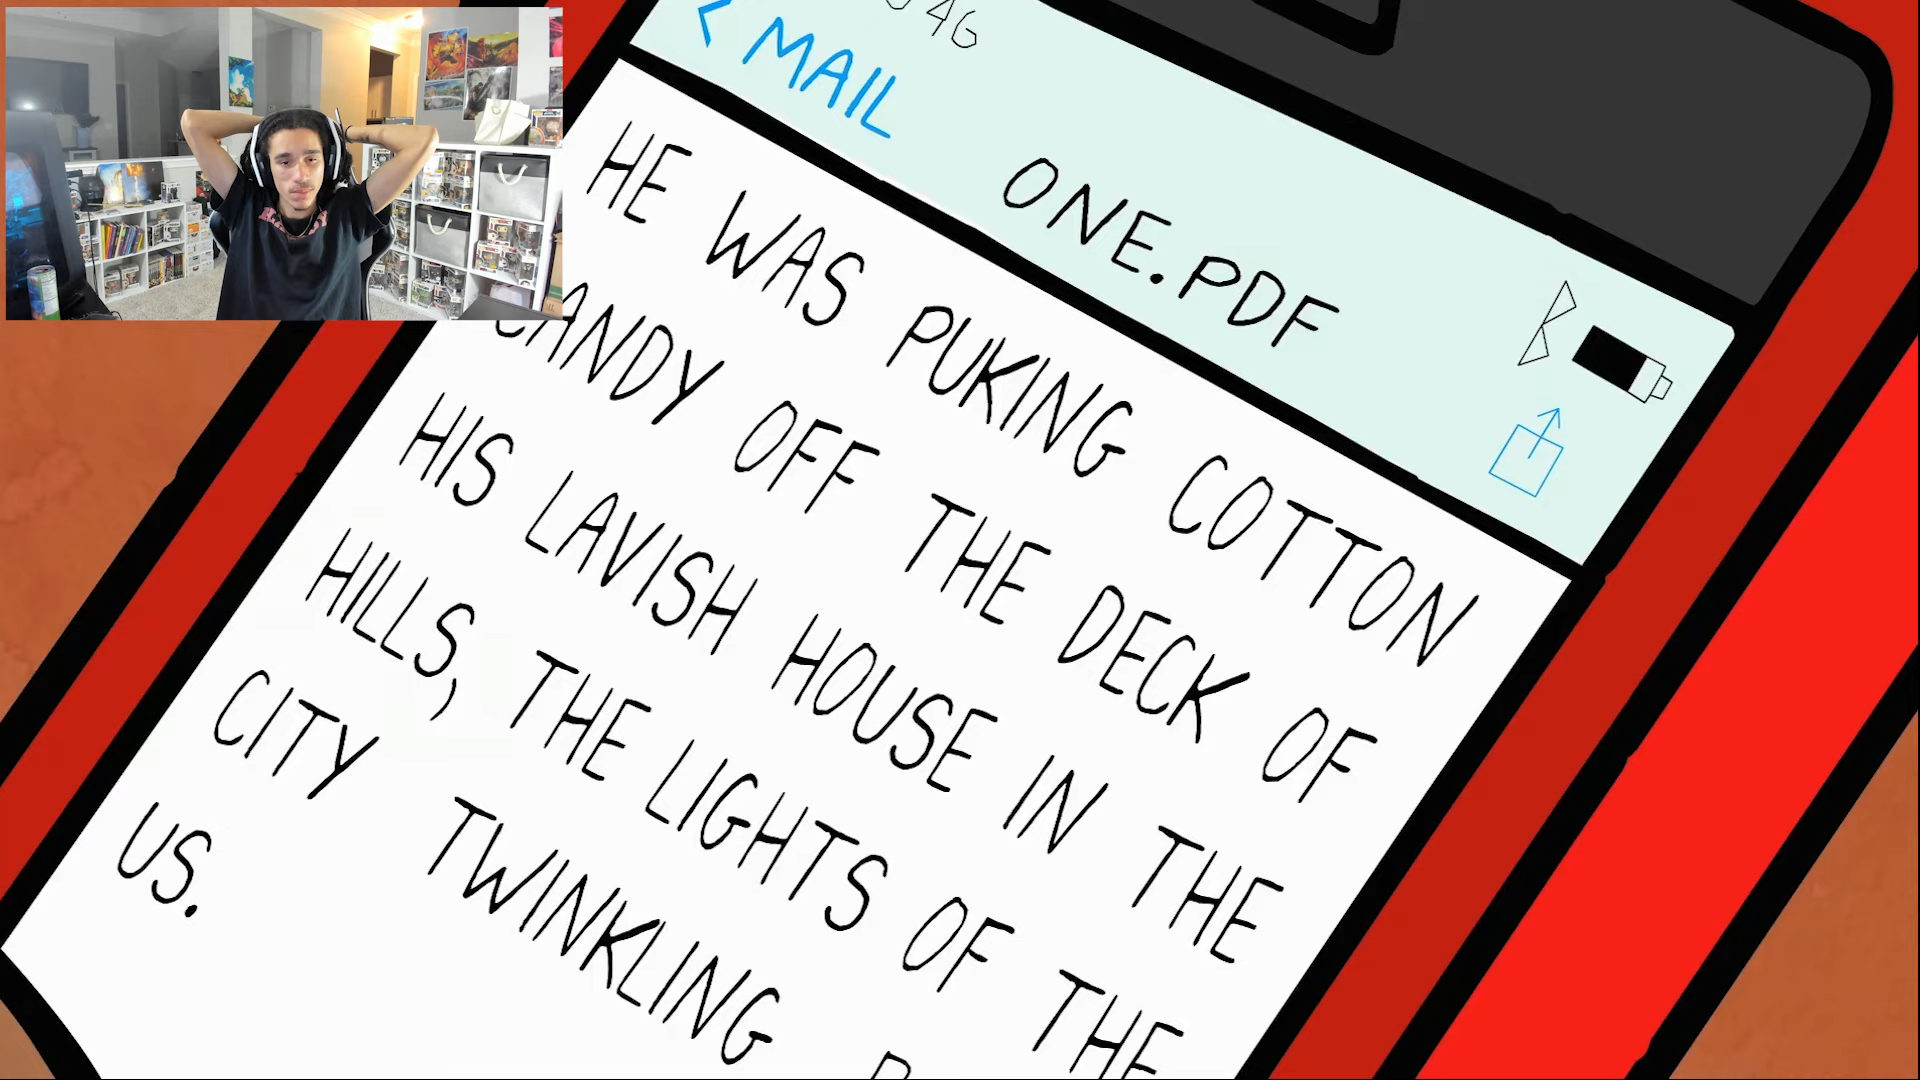 4G
< MAIL
ONE.PDF
HE WAS PUKING COTTON
CANDY OFF THE DECK OF
HIS LAVISH HOUSE IN THE
HILLS, THE LIGHTS OF THE
CITY TWINKLING
US.